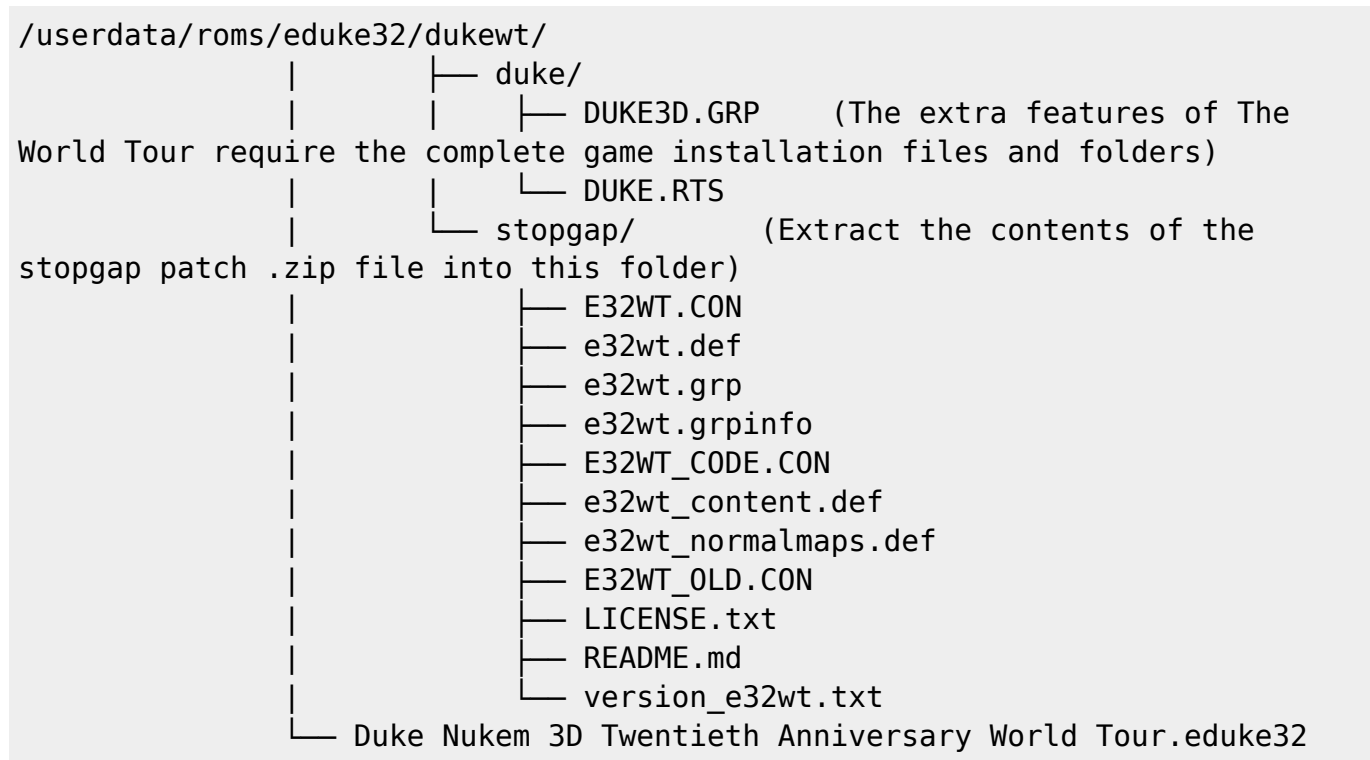 /userdata/roms/eduke32/dukewt/
               |       ├── duke/
               |       |    ├── DUKE3D.GRP    (The extra features of The
World Tour require the complete game installation files and folders)
               |       |    └── DUKE.RTS
               |       └── stopgap/       (Extract the contents of the
stopgap patch .zip file into this folder)
               |            ├── E32WT.CON
               |            ├── e32wt.def
               |            ├── e32wt.grp
               |            ├── e32wt.grpinfo
               |            ├── E32WT_CODE.CON
               |            ├── e32wt_content.def
               |            ├── e32wt_normalmaps.def
               |            ├── E32WT_OLD.CON
               |            ├── LICENSE.txt
               |            ├── README.md
               |            └── version_e32wt.txt
               └── Duke Nukem 3D Twentieth Anniversary World Tour.eduke32